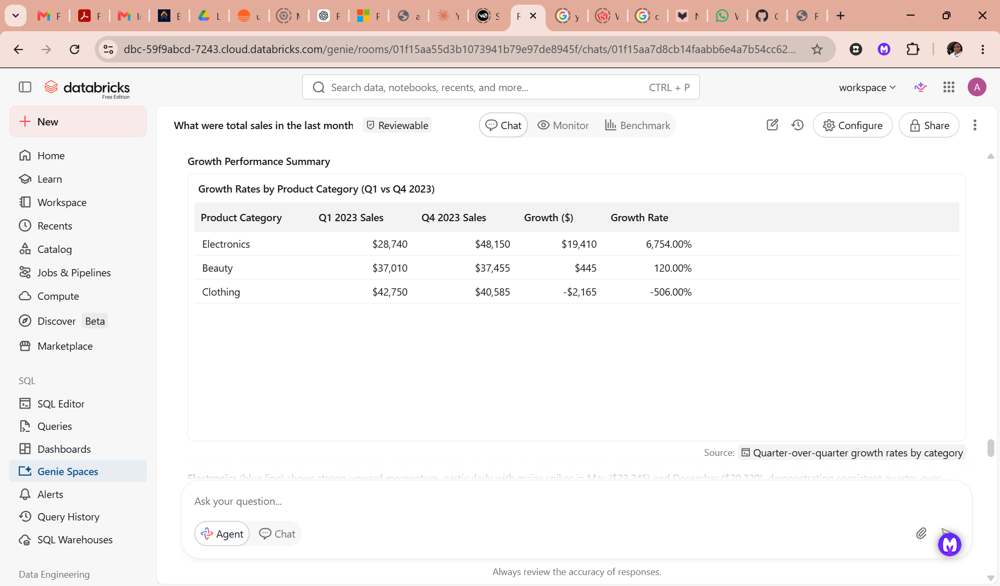 dbc-59f9abcd-7243.cloud.databricks.com/genie/rooms/01f15aa55d3b1073941b79e97de8945f/chats/01f15aa7d8cb14faabb6e4a7b54cc62...
databricks
Free Edition
Search data, notebooks, recents, and more...
CTRL + P
workspace
A
New
What were total sales in the last month
Reviewable
Chat
Monitor
Benchmark
Configure
Share
Home
Learn
Workspace
Recents
Catalog
Jobs & Pipelines
Compute
Discover Beta
Marketplace
SQL
SQL Editor
Queries
Dashboards
Genie Spaces
Alerts
Query History
SQL Warehouses
Data Engineering
Growth Performance Summary
Growth Rates by Product Category (Q1 vs Q4 2023)
Product Category Q1 2023 Sales Q4 2023 Sales Growth ($) Growth Rate
Electronics $28,740 $48,150 $19,410 6,754.00%
Beauty $37,010 $37,455 $445 120.00%
Clothing $42,750 $40,585 -$2,165 -506.00%
Source: Quarter-over-quarter growth rates by category
Electronics (blue line) shows strong upward momentum, particularly with major spikes in May ($23,245) and December ($20,220), demonstrating consistent quarter-over-
Ask your question...
Agent
Chat
Always review the accuracy of responses.